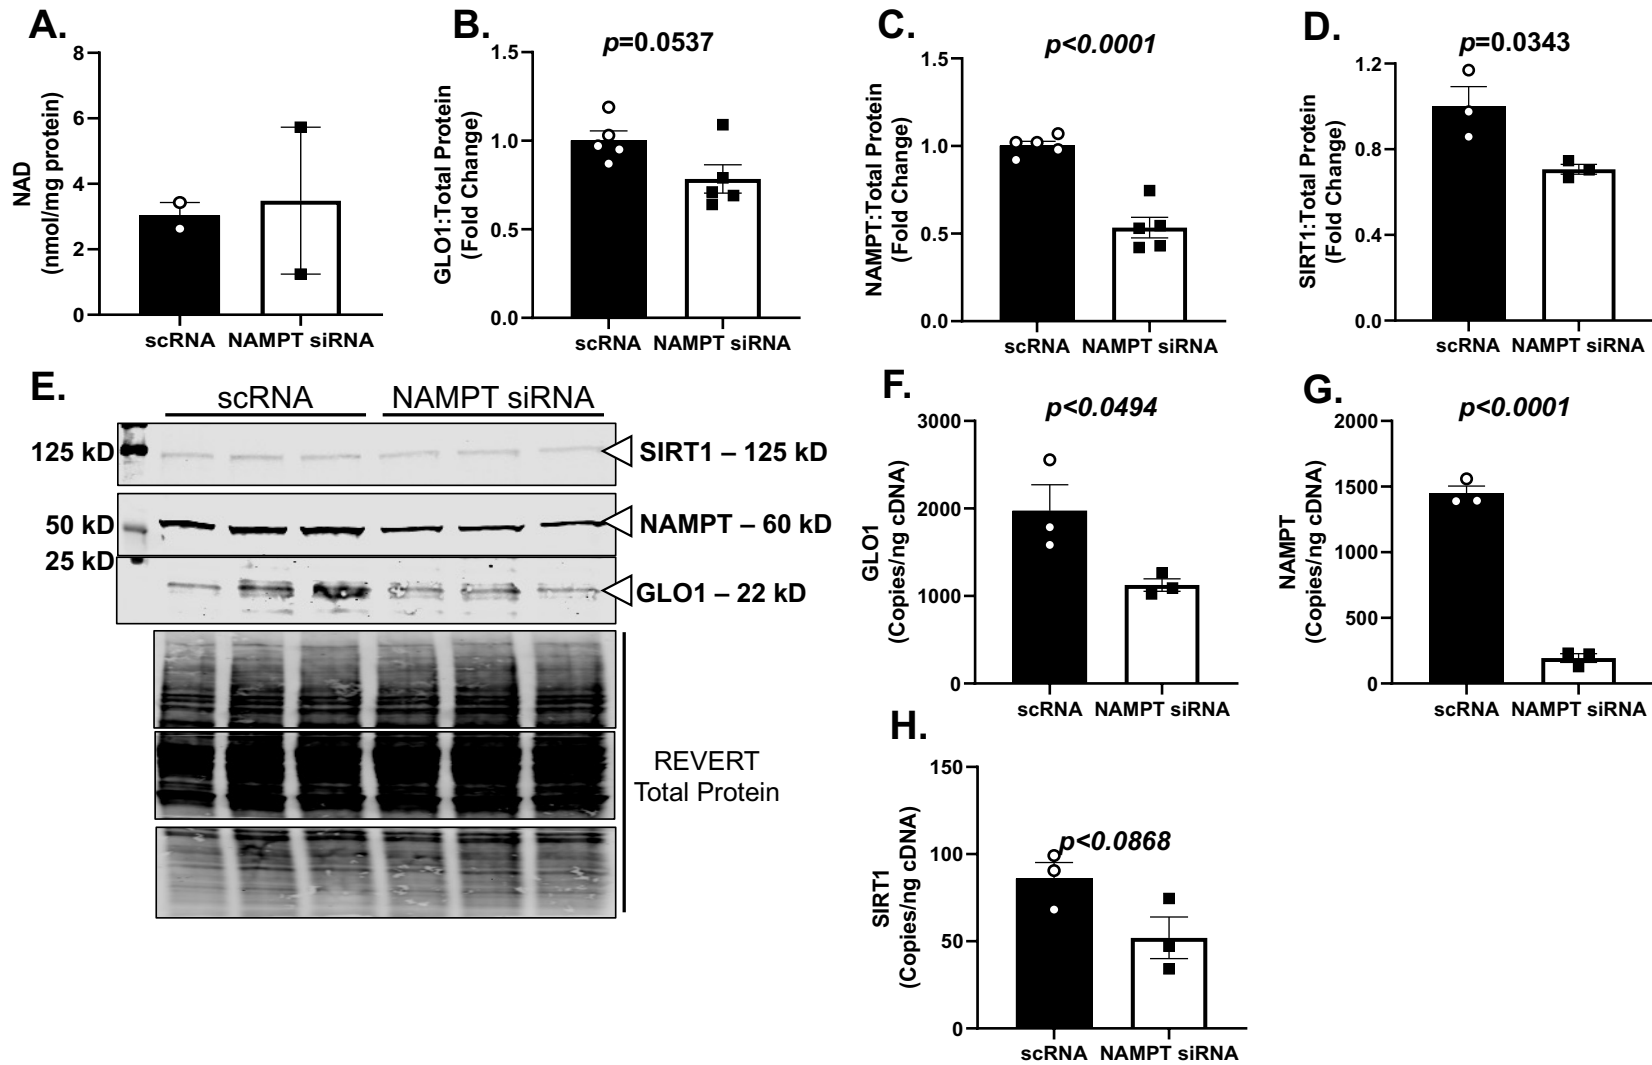 A.
NAD
(nmol/mg protein)
8
6
4
2
0
scRNA
NAMPT siRNA
B.
p=0.0537
GLO1:Total Protein
(Fold Change)
1.5
1.0
0.5
0.0
scRNA
NAMPT siRNA
C.
p<0.0001
NAMPT:Total Protein
(Fold Change)
1.5
1.0
0.5
0.0
scRNA
NAMPT siRNA
D.
p=0.0343
SIRT1:Total Protein
(Fold Change)
1.2
0.8
0.4
0.0
scRNA
NAMPT siRNA
E.
scRNA
NAMPT siRNA
125 kD
SIRT1 – 125 kD
50 kD
NAMPT – 60 kD
25 kD
GLO1 – 22 kD
REVERT
Total Protein
F.
p<0.0494
GLO1
(Copies/ng cDNA)
3000
2000
1000
0
scRNA
NAMPT siRNA
G.
p<0.0001
NAMPT
(Copies/ng cDNA)
2000
1500
1000
500
0
scRNA
NAMPT siRNA
H.
p<0.0868
SIRT1
(Copies/ng cDNA)
150
100
50
0
scRNA
NAMPT siRNA